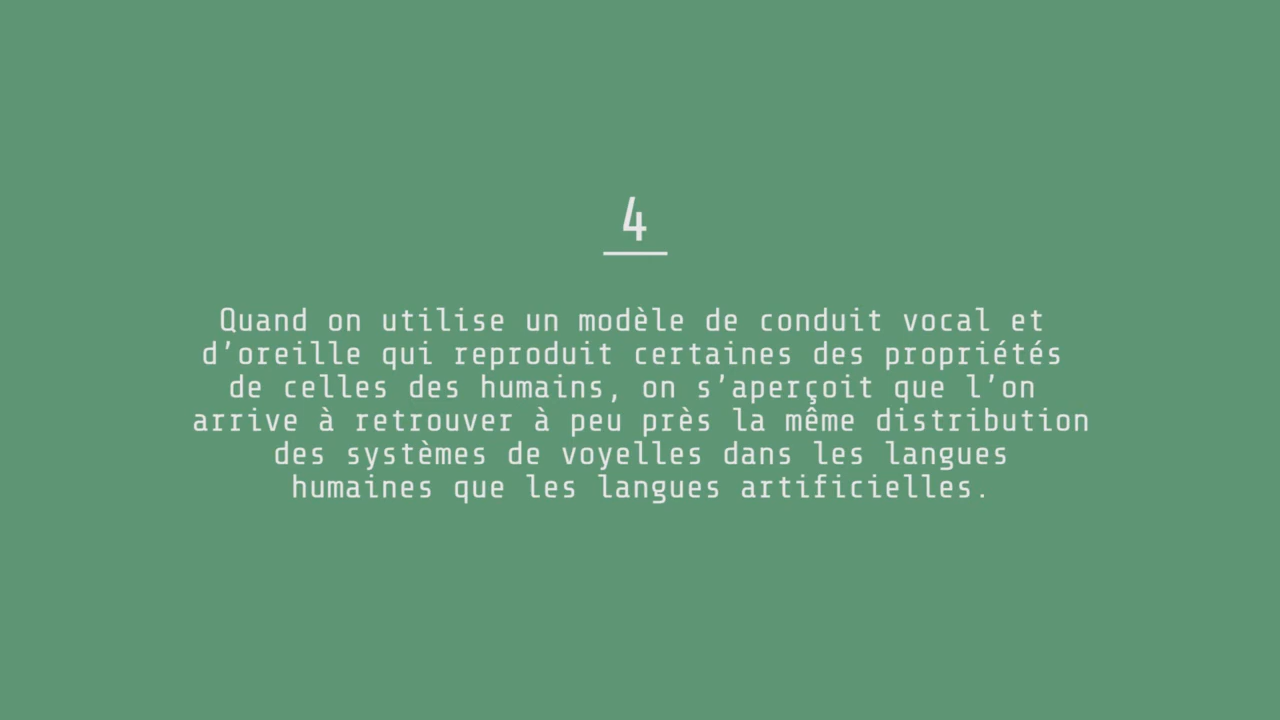 4
Quand on utilise un modèle de conduit vocal et
d’oreille qui reproduit certaines des propriétés
de celles des humains, on s’aperçoit que l’on
arrive à retrouver à peu près la même distribution
des systèmes de voyelles dans les langues
humaines que les langues artificielles.